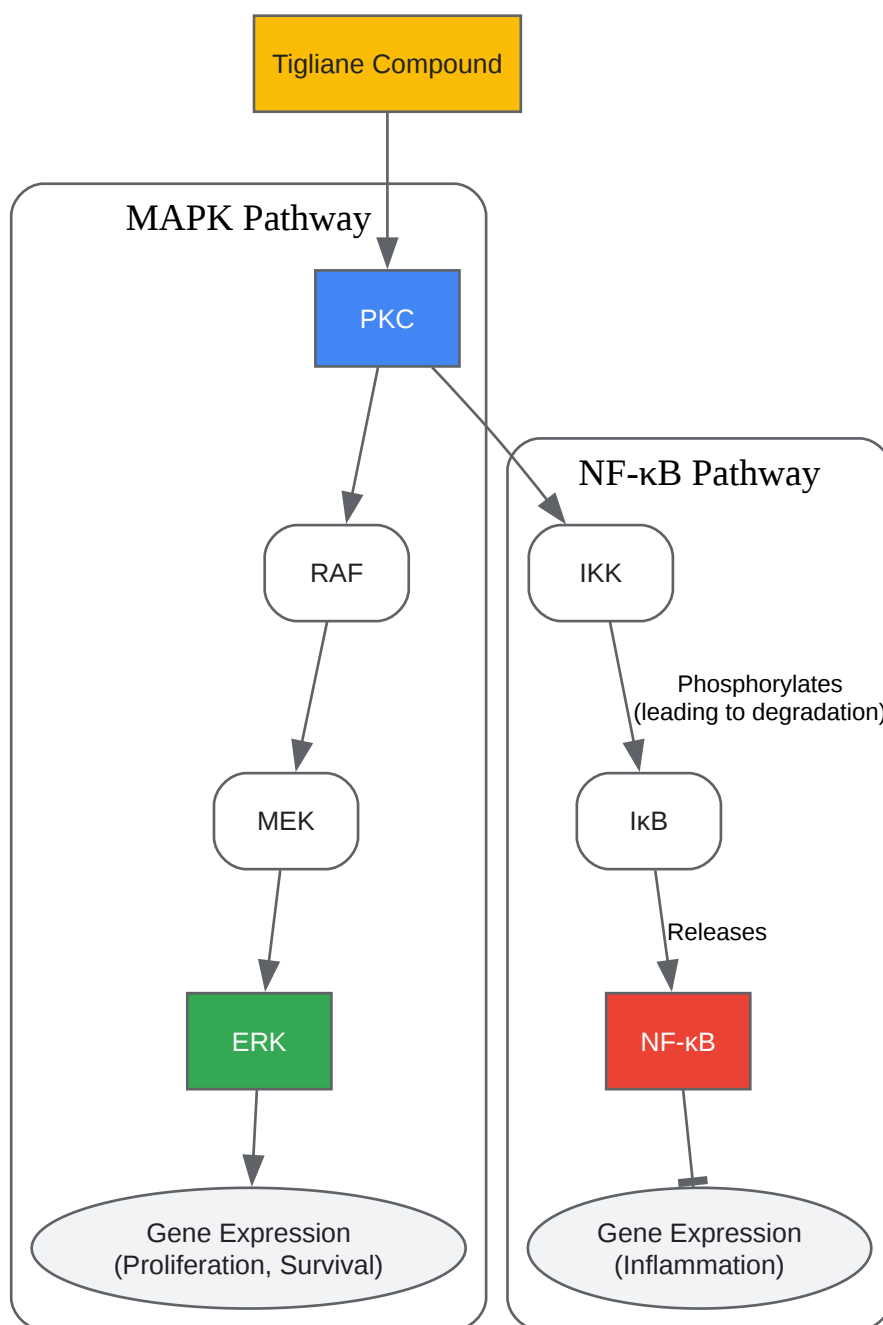 Tigliane Compound
MAPK Pathway
PKC
NF-κB Pathway
RAF
IKK
Phosphorylates
(leading to degradation)
MEK
IκB
Releases
ERK
NF-κB
Gene Expression
(Proliferation, Survival)
Gene Expression
(Inflammation)